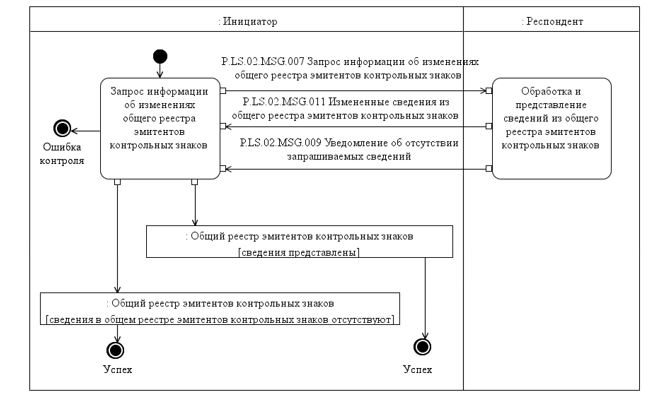 : Инициатор
: Респондент
P.LS.02.MSG.007 Запрос информации об изменениях
общего реестра эмитентов контрольных знаков
Запрос информации
об изменениях
общего реестра
эмитентов
контрольных знаков
P.LS.02.MSG.011 Измененные сведения из
общего реестра эмитентов контрольных знаков
P.LS.02.MSG.009 Уведомление об отсутствии
запрашиваемых сведений
Обработка и
представление
сведений из общего
реестра эмитентов
контрольных знаков
Ошибка
контроля
: Общий реестр эмитентов контрольных знаков
[сведения представлены]
: Общий реестр эмитентов контрольных знаков
[сведения в общем реестре эмитентов контрольных знаков отсутствуют]
Успех
Успех